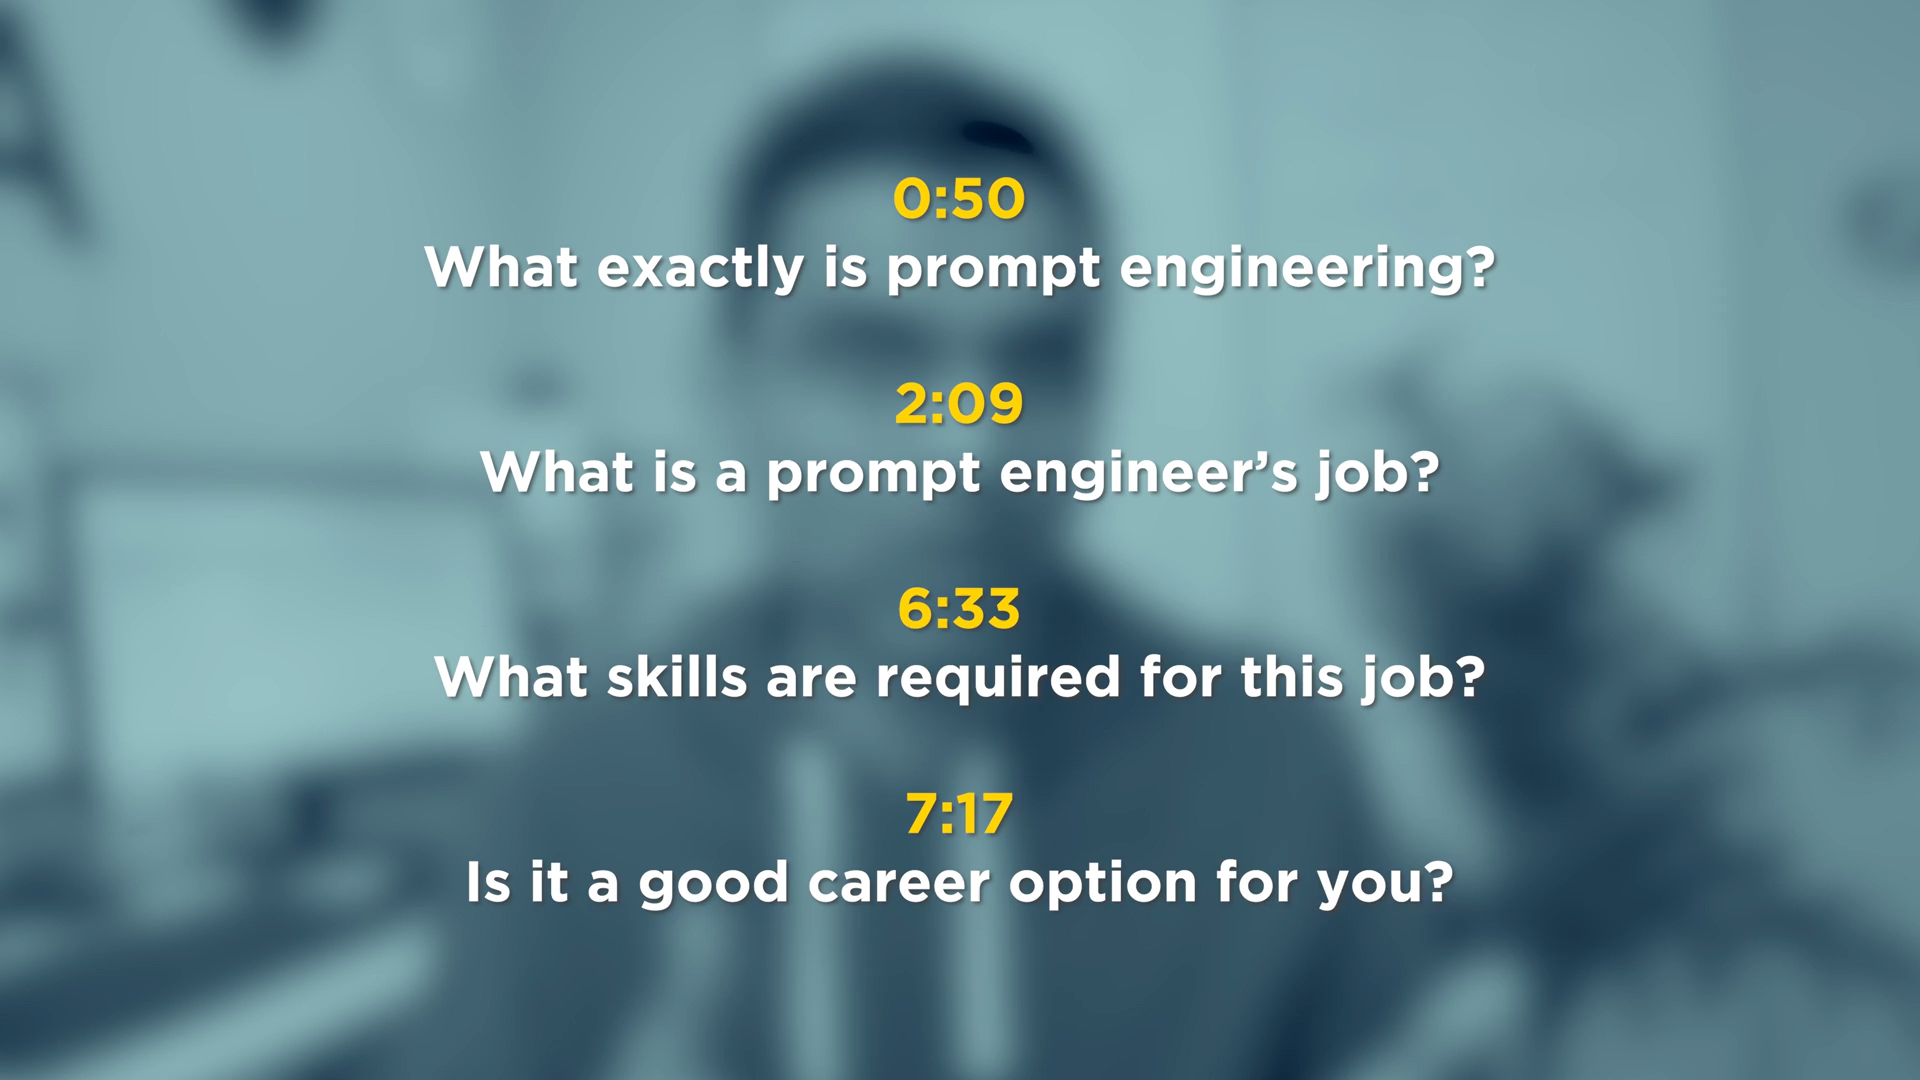 0:50
What exactly is prompt engineering?
2:09
What is a prompt engineer’s job?
6:33
What skills are required for this job?
7:17
Is it a good career option for you?